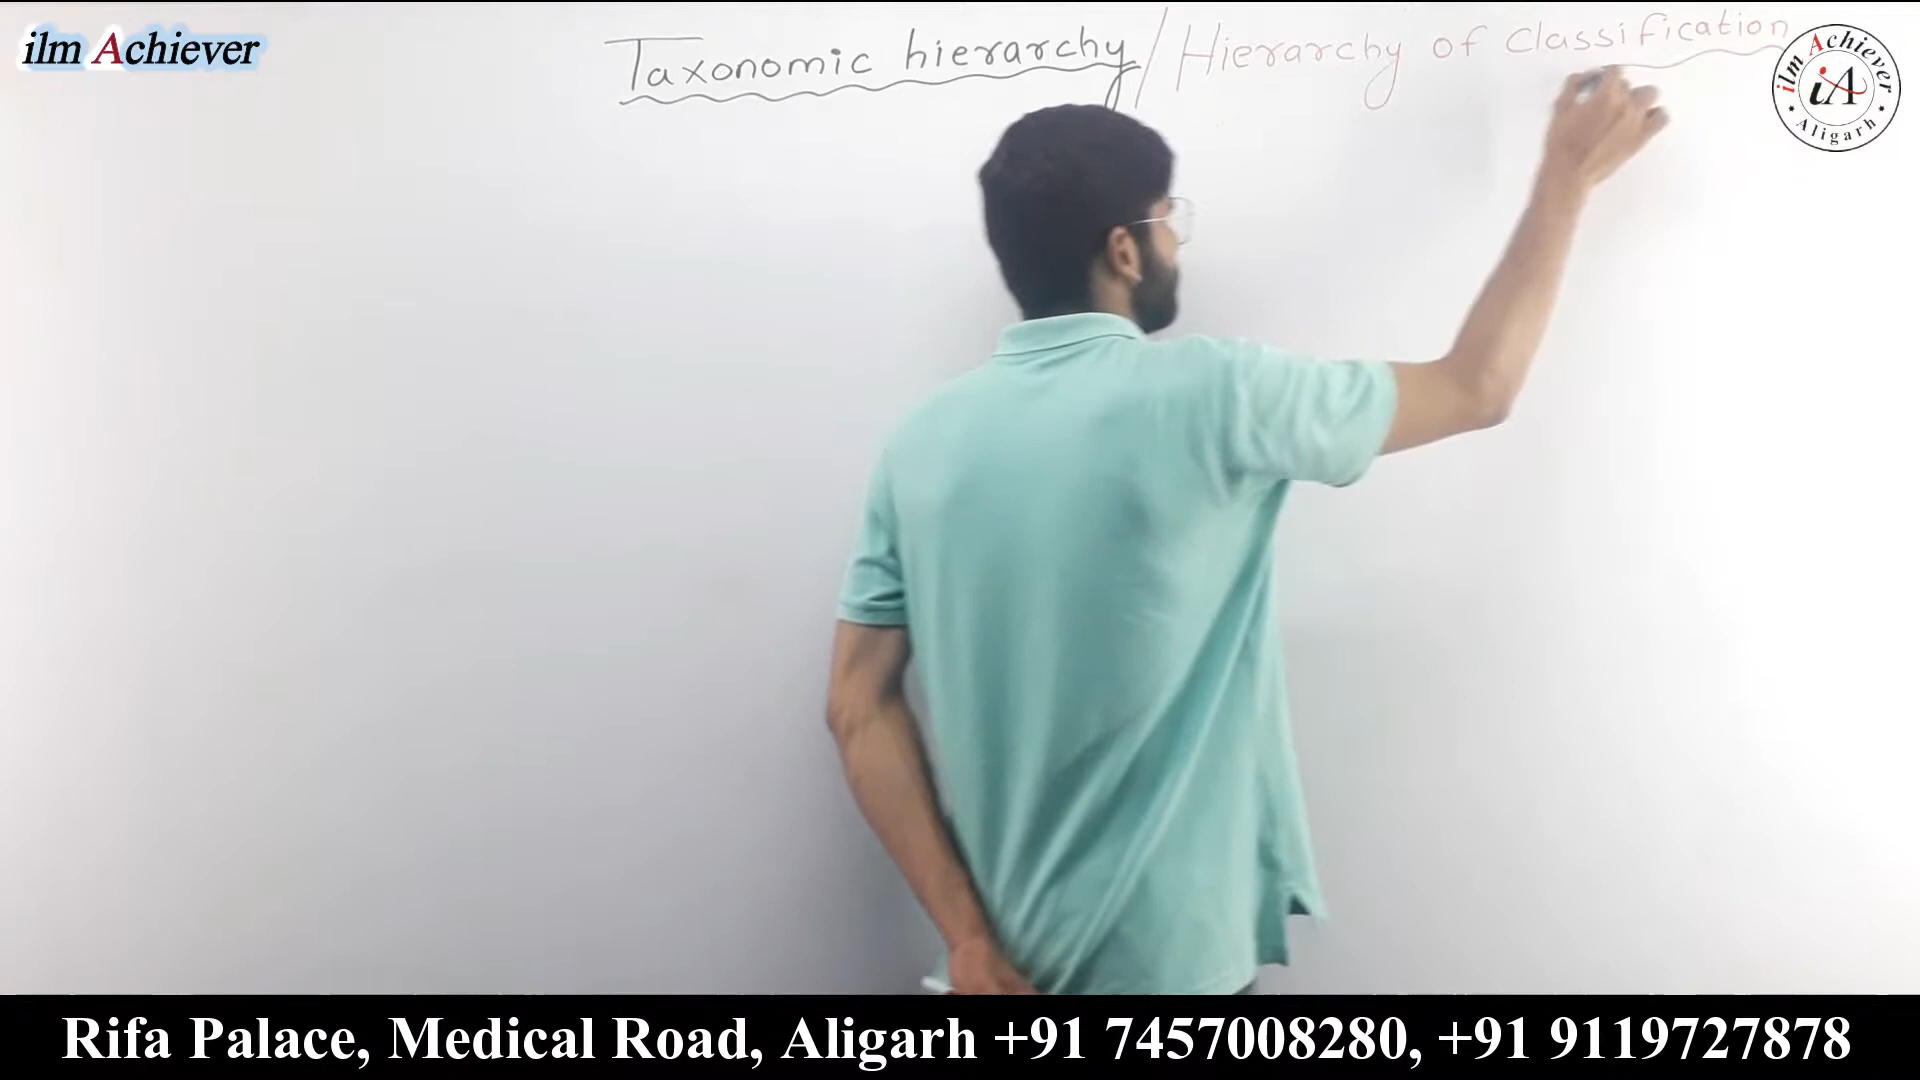 ilm Achiever
Taxonomic hierarchy / Hierarchy of classification
ilm Achiever
iA
Aligarh
Rifa Palace, Medical Road, Aligarh +91 7457008280, +91 9119727878